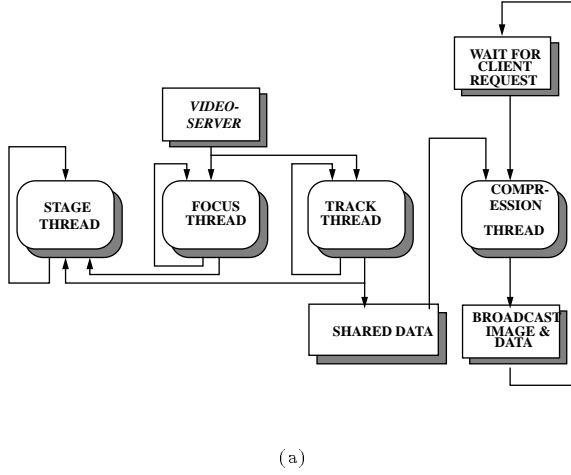 WAIT FOR
CLIENT
REQUEST
VIDEO-
SERVER
STAGE
THREAD
FOCUS
THREAD
TRACK
THREAD
COMPR-
ESSION
THREAD
SHARED DATA
BROADCAST
IMAGE &
DATA
(a)